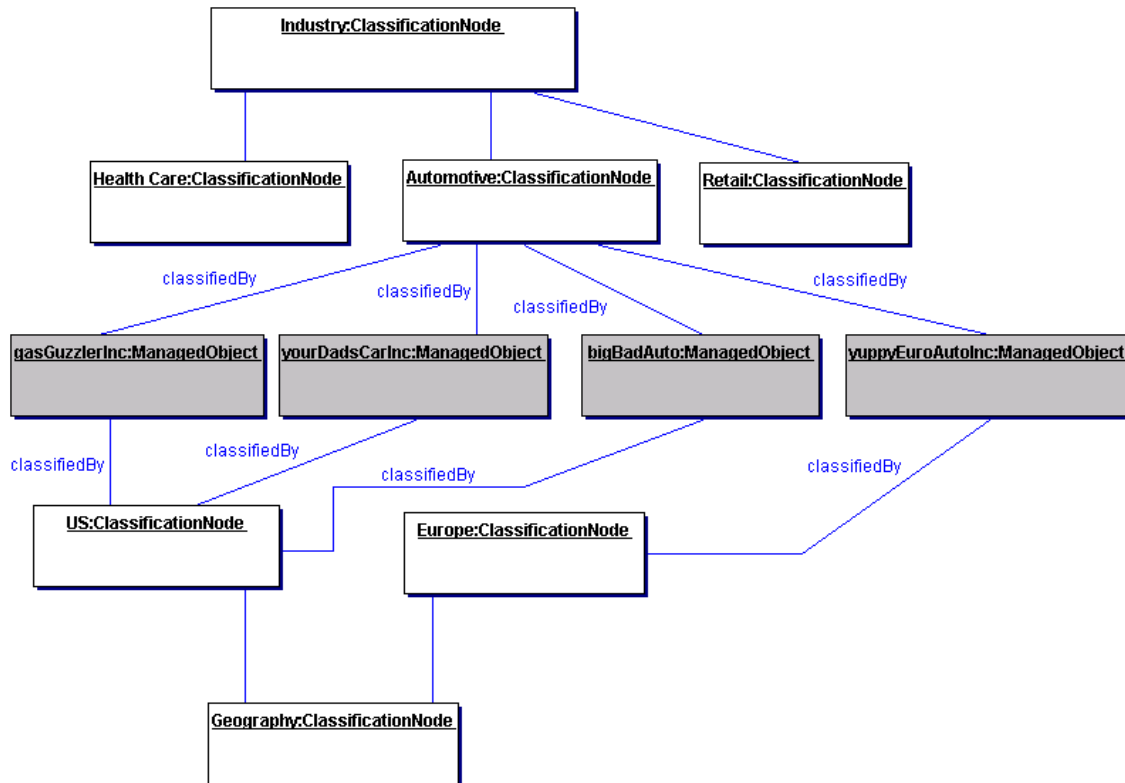 Industry:ClassificationNode
Health Care:ClassificationNode
Automotive:ClassificationNode
Retail:ClassificationNode
classifiedBy
classifiedBy
classifiedBy
classifiedBy
gasGuzzlerInc:ManagedObject
yourDadsCarInc:ManagedObject
bigBadAuto:ManagedObject
yuppyEuroAutoInc:ManagedObject
classifiedBy
classifiedBy
classifiedBy
classifiedBy
US:ClassificationNode
Europe:ClassificationNode
Geography:ClassificationNode